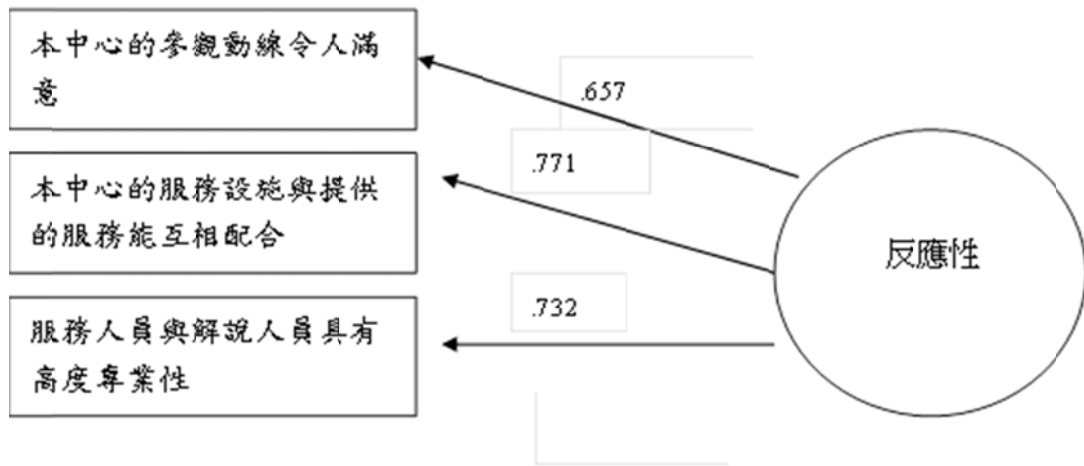 本中心的參觀動線令人滿
意
.657
本中心的服務設施與提供
的服務能互相配合
.771
反應性
服務人員與解說人員具有
高度專業性
.732